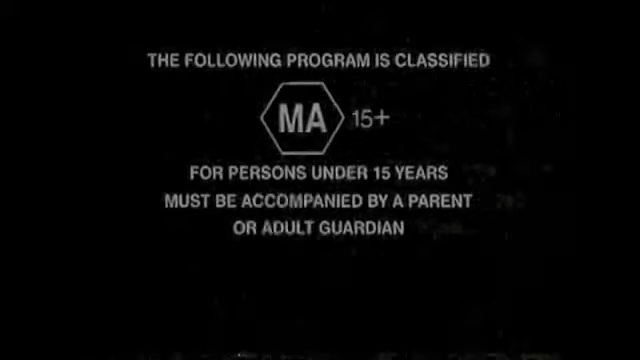 THE FOLLOWING PROGRAM IS CLASSIFIED
MA 15+
FOR PERSONS UNDER 15 YEARS
MUST BE ACCOMPANIED BY A PARENT
OR ADULT GUARDIAN